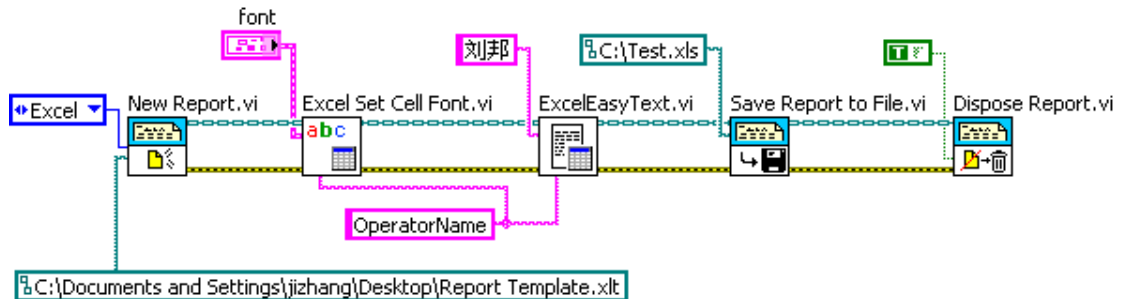 font
刘邦
C:\Test.xls
T
Excel
New Report.vi
Excel Set Cell Font.vi
ExcelEasyText.vi
Save Report to File.vi
Dispose Report.vi
abc
OperatorName
C:\Documents and Settings\jizhang\Desktop\Report Template.xlt